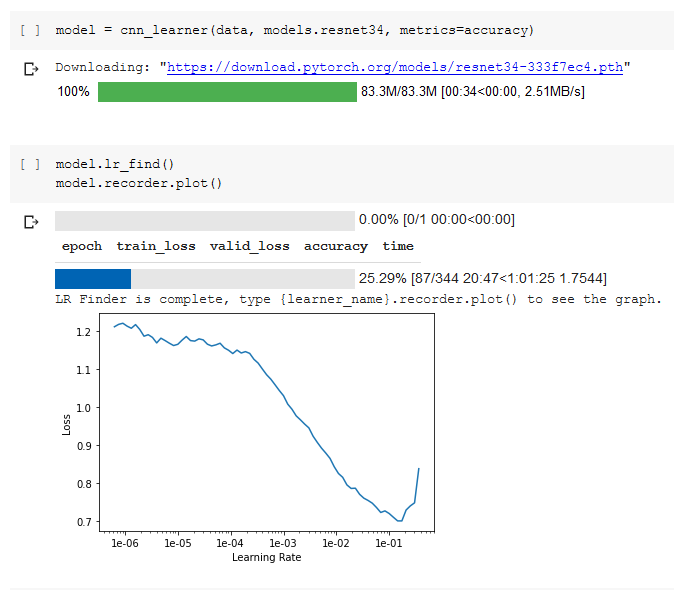 [ ] model = cnn_learner(data, models.resnet34, metrics=accuracy)
Downloading: "https://download.pytorch.org/models/resnet34-333f7ec4.pth"
100% 83.3M/83.3M [00:34<00:00, 2.51MB/s]
[ ] model.lr_find()
model.recorder.plot()
0.00% [0/1 00:00<00:00]
epoch train_loss valid_loss accuracy time
25.29% [87/344 20:47<1:01:25 1.7544]
LR Finder is complete, type {learner_name}.recorder.plot() to see the graph.
1.2
1.1
1.0
0.9
0.8
0.7
Loss
1e-06 1e-05 1e-04 1e-03 1e-02 1e-01
Learning Rate